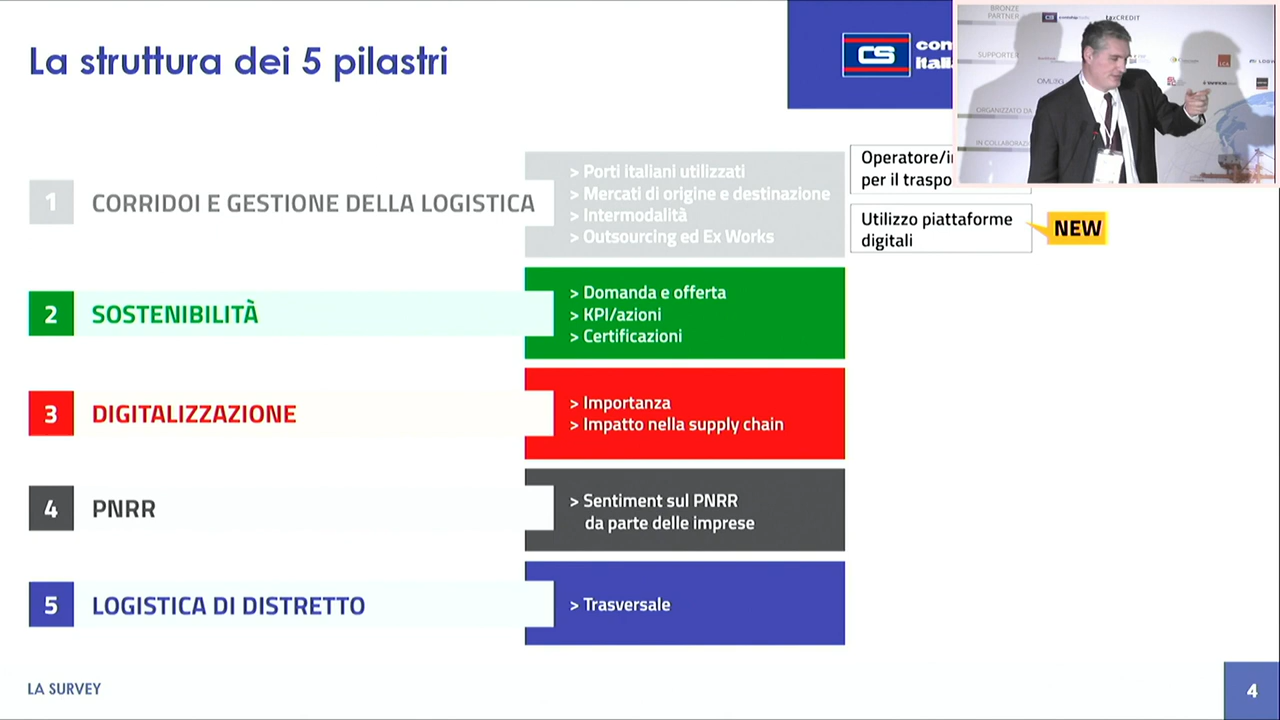 La struttura dei 5 pilastri
CS
BRONZE
PARTNER
taxCREDIT
SUPPORTER
ORGANIZZATO DA
IN COLLABORAZI
1
CORRIDOI E GESTIONE DELLA LOGISTICA
> Porti italiani utilizzati
> Mercati di origine e destinazione
> Intermodalità
> Outsourcing ed Ex Works
per il traspo
Utilizzo piattaforme
digitali
NEW
2
SOSTENIBILITÀ
> Domanda e offerta
> KPI/azioni
> Certificazioni
3
DIGITALIZZAZIONE
> Importanza
> Impatto nella supply chain
4
PNRR
> Sentiment sul PNRR
da parte delle imprese
5
LOGISTICA DI DISTRETTO
> Trasversale
LA SURVEY
4